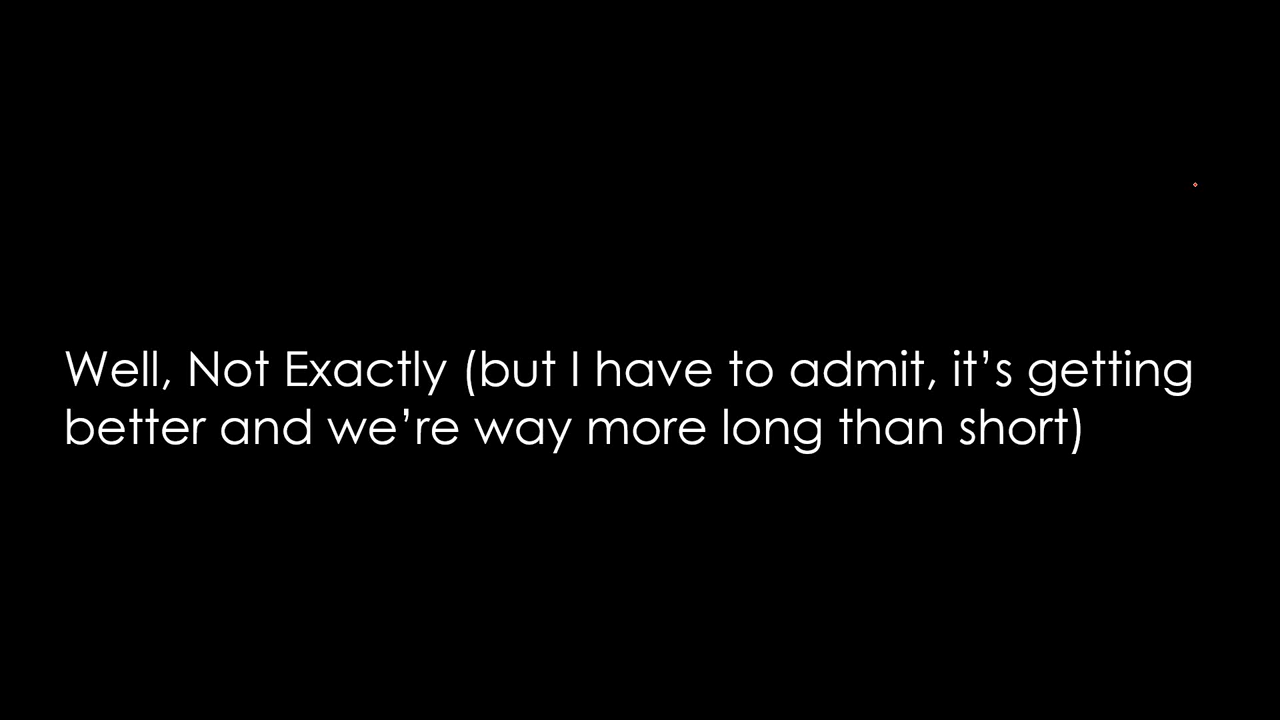 Well, Not Exactly (but I have to admit, it’s getting
better and we’re way more long than short)